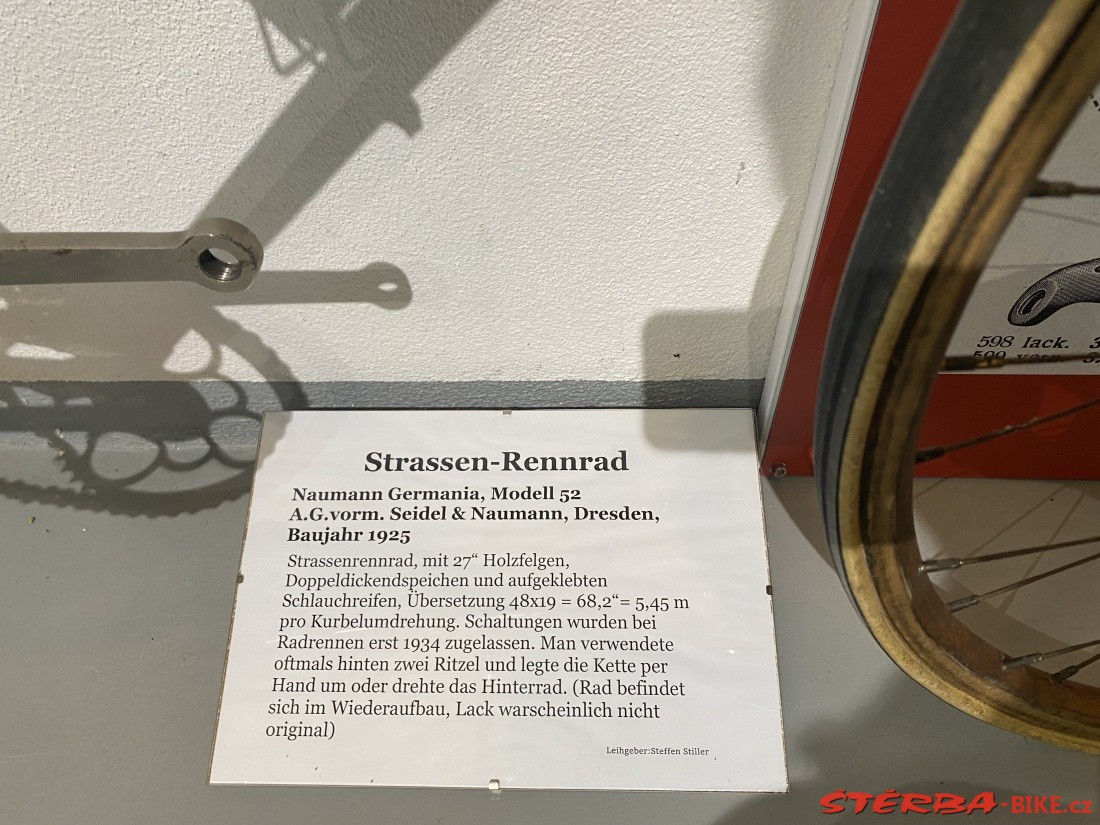 Strassen-Rennrad
Naumann Germania, Modell 52
A.G.vorm. Seidel & Naumann, Dresden,
Baujahr 1925
Strassenrennrad, mit 27“ Holzfelgen,
Doppeldickendspeichen und aufgeklebten
Schlauchreifen, Übersetzung 48x19 = 68,2“= 5,45 m
pro Kurbelumdrehung. Schaltungen wurden bei
Radrennen erst 1934 zugelassen. Man verwendete
oftmals hinten zwei Ritzel und legte die Kette per
Hand um oder drehte das Hinterrad. (Rad befindet
sich im Wiederaufbau, Lack warscheinlich nicht
original)
Leihgeber:Steffen Stiller
598 lack.
ŠTĚRBA-BIKE.cz